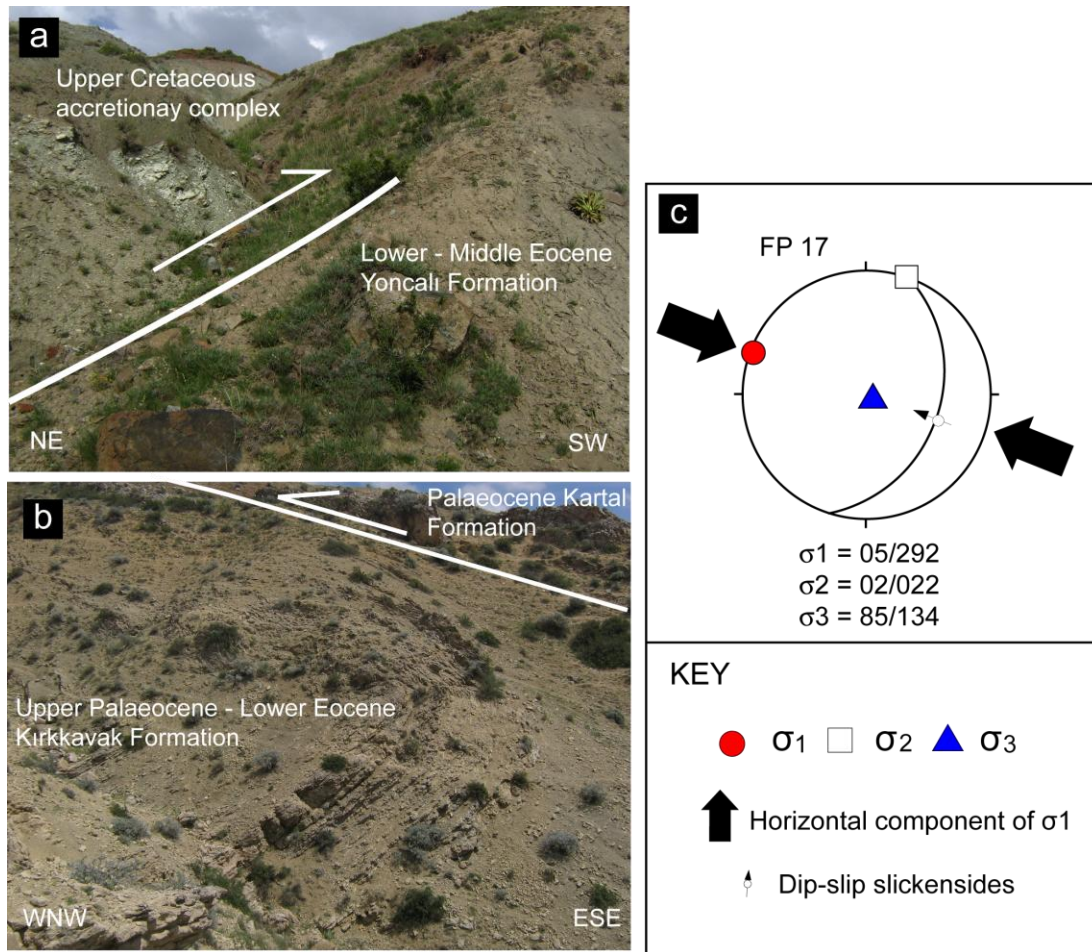 a
Upper Cretaceous
accretionay complex
Lower - Middle Eocene
Yoncalı Formation
NE
SW
b
Palaeocene Kartal
Formation
Upper Palaeocene - Lower Eocene
Kırkkavak Formation
WNW
ESE
c
FP 17
σ1 = 05/292
σ2 = 02/022
σ3 = 85/134
KEY
σ1 σ2 σ3
Horizontal component of σ1
Dip-slip slickensides